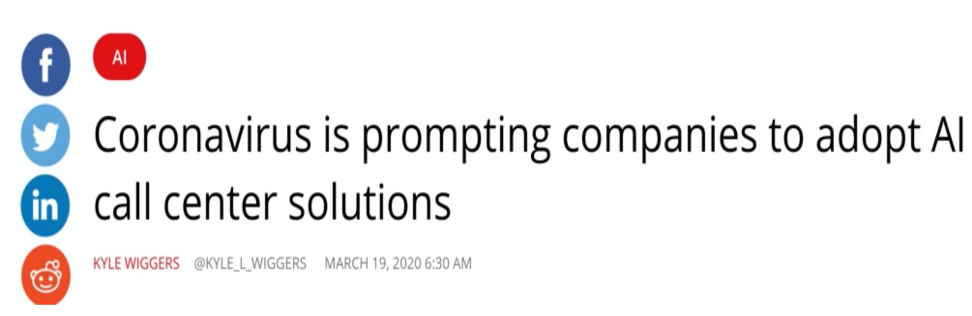 AI
Coronavirus is prompting companies to adopt AI
call center solutions
KYLE WIGGERS @KYLE_L_WIGGERS MARCH 19, 2020 6:30 AM
f
in